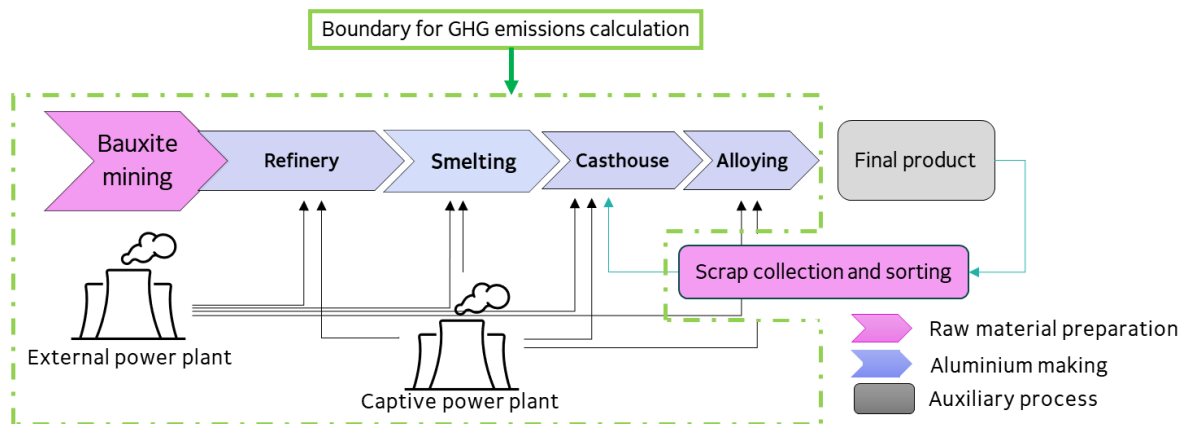 Boundary for GHG emissions calculation
Bauxite
mining
Refinery
Smelting
Casthouse
Alloying
Final product
Scrap collection and sorting
External power plant
Captive power plant
Raw material preparation
Aluminium making
Auxiliary process